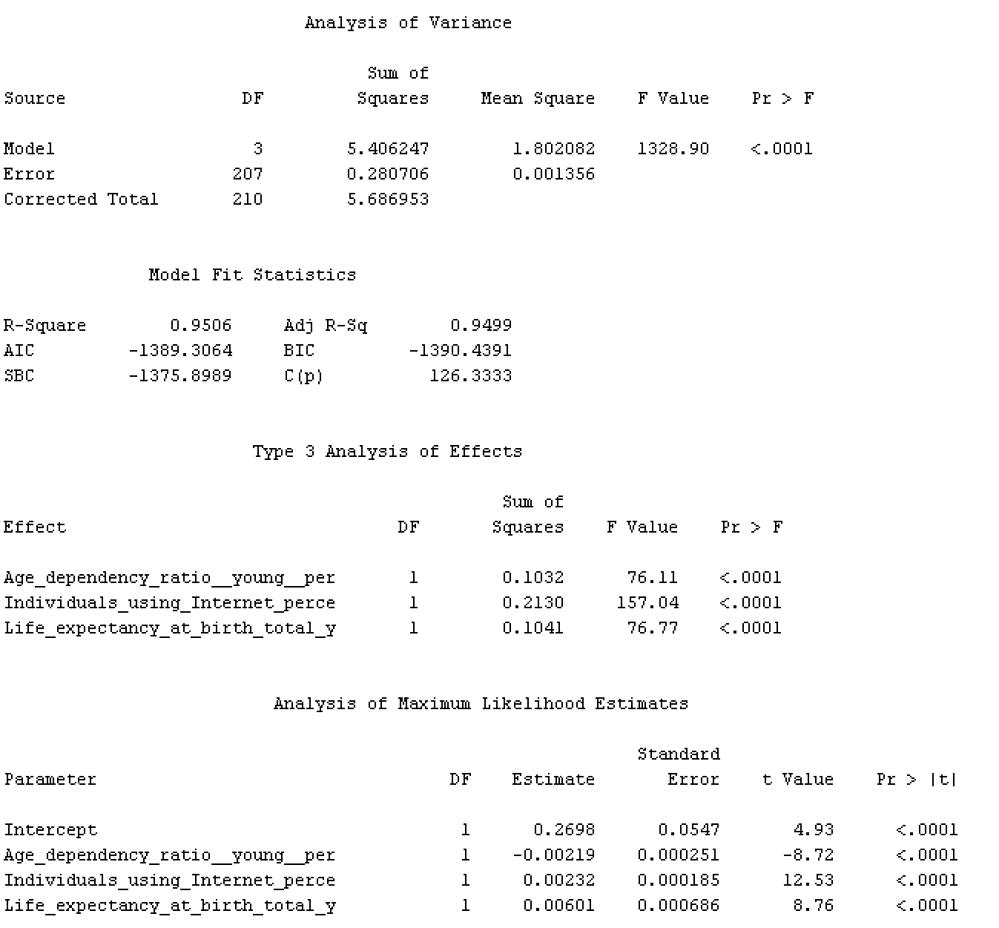 Analysis of Variance
Sum of
Source DF Squares Mean Square F Value Pr > F
Model 3 5.406247 1.802082 1328.90 <.0001
Error 207 0.280706 0.001356
Corrected Total 210 5.686953
Model Fit Statistics
R-Square 0.9506 Adj R-Sq 0.9499
AIC -1389.3064 BIC -1390.4391
SBC -1375.8989 C(p) 126.3333
Type 3 Analysis of Effects
Sum of
Effect DF Squares F Value Pr > F
Age_dependency_ratio__young__per 1 0.1032 76.11 <.0001
Individuals_using_Internet_perce 1 0.2130 157.04 <.0001
Life_expectancy_at_birth_total_y 1 0.1041 76.77 <.0001
Analysis of Maximum Likelihood Estimates
Standard
Parameter DF Estimate Error t Value Pr > |t|
Intercept 1 0.2698 0.0547 4.93 <.0001
Age_dependency_ratio__young__per 1 -0.00219 0.000251 -8.72 <.0001
Individuals_using_Internet_perce 1 0.00232 0.000185 12.53 <.0001
Life_expectancy_at_birth_total_y 1 0.00601 0.000686 8.76 <.0001